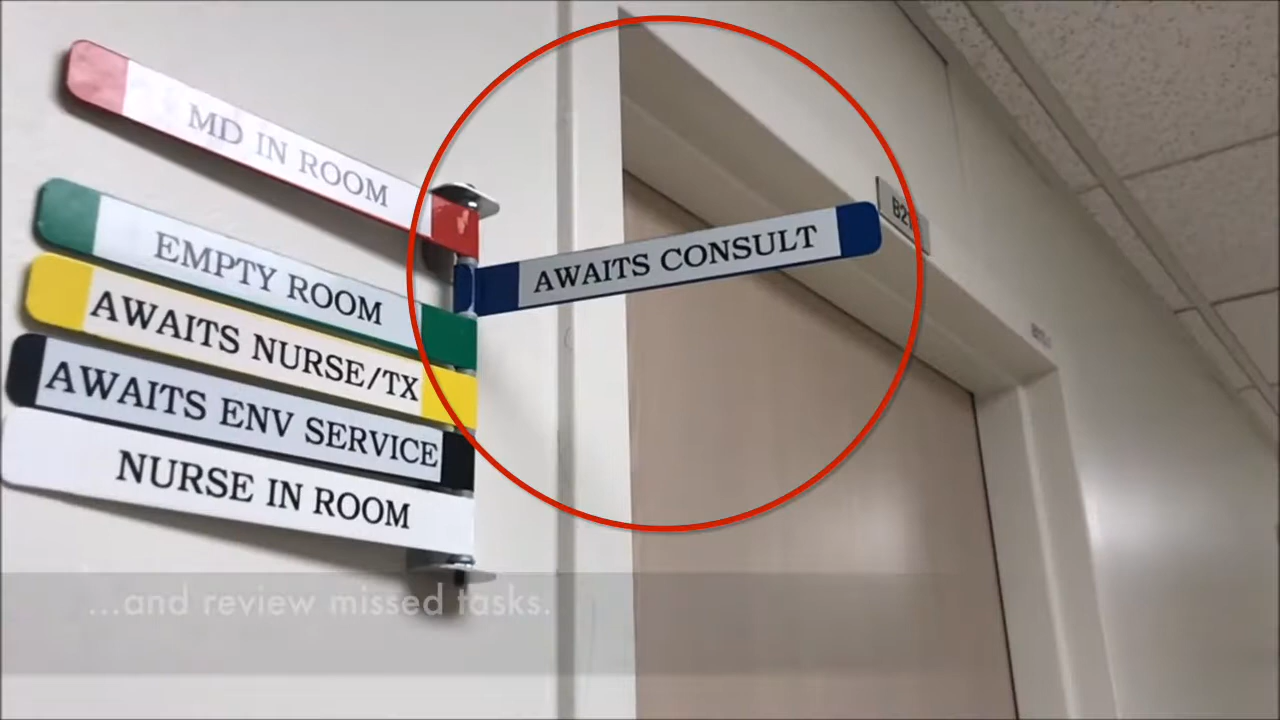 MD IN ROOM
AWAITS CONSULT
EMPTY ROOM
AWAITS NURSE/TX
AWAITS ENV SERVICE
NURSE IN ROOM
...and review missed tasks.